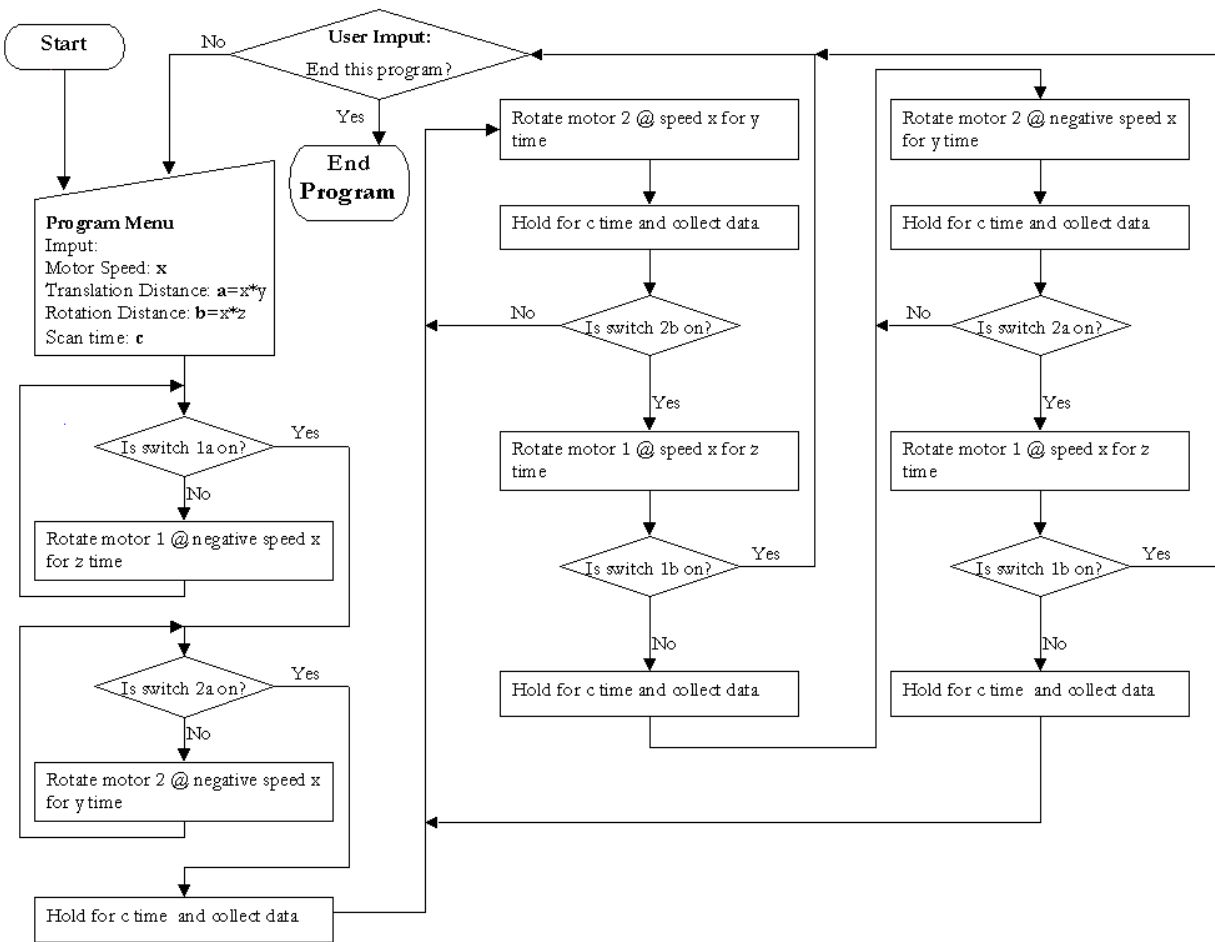 Start
No
User Imput:
End this program?
Yes
End
Program
Program Menu
Imput:
Motor Speed: x
Translation Distance: a=x*y
Rotation Distance: b=x*z
Scan time: c
Is switch 1a on?
Yes
No
Rotate motor 1 @ negative speed x
for z time
Is switch 2a on?
Yes
No
Rotate motor 2 @ negative speed x
for y time
Hold for c time and collect data
Rotate motor 2 @ speed x for y
time
Hold for c time and collect data
No
Is switch 2b on?
Yes
Rotate motor 1 @ speed x for z
time
Is switch 1b on?
Yes
No
Hold for c time and collect data
Rotate motor 2 @ negative speed x
for y time
Hold for c time and collect data
No
Is switch 2a on?
Yes
Rotate motor 1 @ speed x for z
time
Is switch 1b on?
Yes
No
Hold for c time and collect data